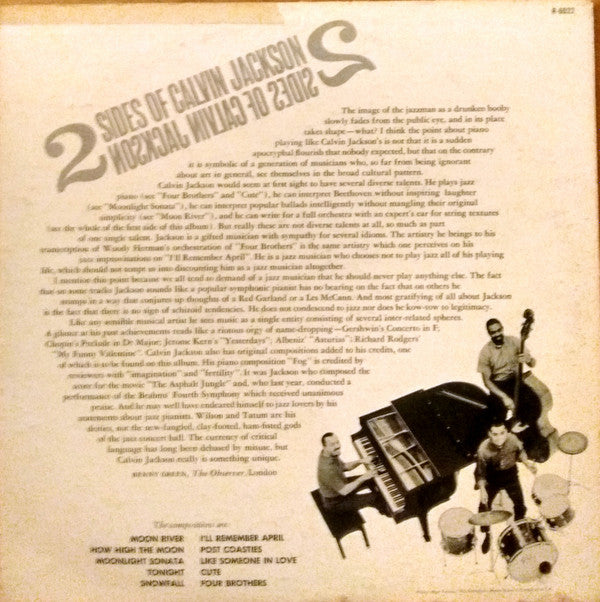 R-6022
2 SIDES OF CALVIN JACKSON
2 SIDES OF CALVIN JACKSON
The image of the jazzman as a drunken booby
slowly fades from the public eye, and in its place
takes shape—what? I think the point about piano
playing like Calvin Jackson's is not that it is a sudden
apocryphal flourish that nobody expected, but that on the contrary
it is symbolic of a generation of musicians who, so far from being ignorant
about art in general, see themselves in the broad cultural pattern.
Calvin Jackson would seem at first sight to have several diverse talents. He plays jazz
piano (see "Four Brothers" and "Cute"), he can interpret Beethoven without inspiring laughter
(see "Moonlight Sonata"), he can interpret popular ballads intelligently without mangling their original
simplicity (see "Moon River"), and he can write for a full orchestra with an expert's ear for string textures
(see the whole of the first side of this album). But really these are not diverse talents at all, so much as part
of one single talent. Jackson is a gifted musician with sympathy for several idioms. The artistry he brings to his
transcription of Woody Herman's orchestration of "Four Brothers" is the same artistry which one perceives on his
jazz improvisations on "I'll Remember April". He is a jazz musician who chooses not to play jazz all of his playing
life, which should not tempt us into discounting him as a jazz musician altogether.
I mention this point because we all tend to demand of a jazz musician that he should never play anything else. The fact
that on some tracks Jackson sounds like a popular symphonic pianist has no bearing on the fact that on others he
swings in a way that conjures up thoughts of a Red Garland or a Les McCann. And most gratifying of all about Jackson
is the fact that there is no sign of schizoid tendencies. He does not condescend to jazz nor does he kow-tow to legitimacy.
Like any sensible musical artist he sees music as a single entity consisting of several inter-related spheres.
A glance at his past achievements reads like a riotous orgy of name-dropping—Gershwin's Concerto in F,
Chopin's Prelude in D♭ Major; Jerome Kern's "Yesterdays"; Albeniz' "Asturias"; Richard Rodgers'
"My Funny Valentine". Calvin Jackson also has original compositions added to his credits, one
of which is to be found on this album. His piano composition "Fog" is credited by
reviewers with "imagination" and "fertility". It was Jackson who composed the
score for the movie "The Asphalt Jungle" and, who last year, conducted a
performance of the Brahms' Fourth Symphony which received unanimous
praise. And he may well have endeared himself to jazz lovers by his
statements about jazz pianists. Wilson and Tatum are his
deities, not the new-fangled, clay-footed, ham-fisted gods
of the jazz concert hall. The currency of critical
language has long been debased by misuse, but
Calvin Jackson really is something unique.
BENNY GREEN, The Observer/London
The compositions are:
MOON RIVER I'LL REMEMBER APRIL
HOW HIGH THE MOON POST COASTIES
MOONLIGHT SONATA LIKE SOMEONE IN LOVE
TONIGHT CUTE
SNOWFALL FOUR BROTHERS